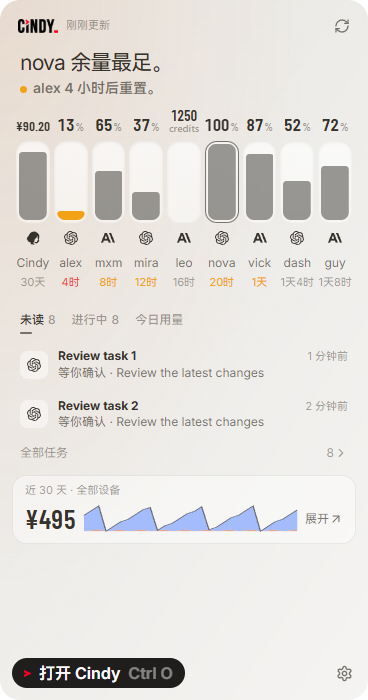 CiNDY. 刚刚更新
nova 余量最足。
alex 4 小时后重置。
¥90.20 13% 65% 37% 1250 credits 100% 87% 52% 72%
Cindy alex mxm mira leo nova vick dash guy
30天 4时 8时 12时 16时 20时 1天 1天4时 1天8时
未读 8 进行中 8 今日用量
Review task 1 1 分钟前
等你确认 · Review the latest changes
Review task 2 2 分钟前
等你确认 · Review the latest changes
全部任务 8
近 30 天 · 全部设备
¥495 展开
打开 Cindy Ctrl O